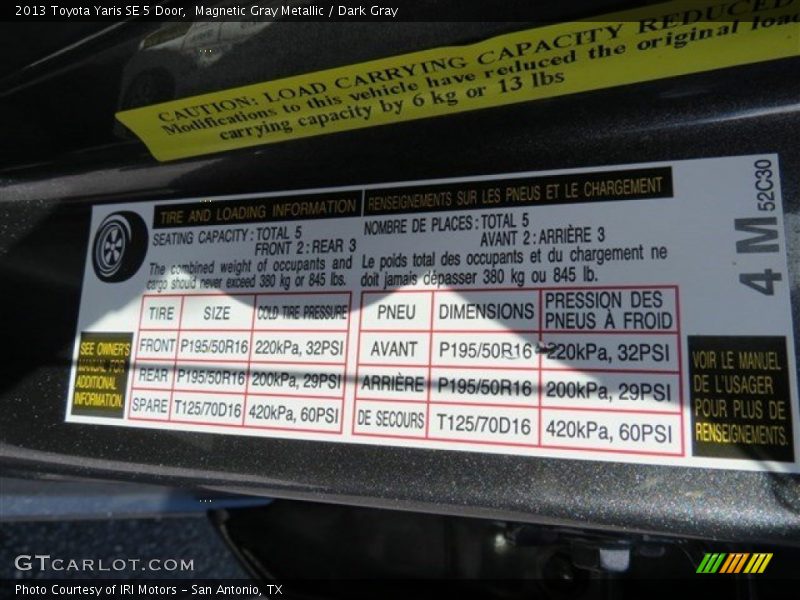 2013 Toyota Yaris SE 5 Door, Magnetic Gray Metallic / Dark Gray
CAUTION: LOAD CARRYING CAPACITY REDUCED
Modifications to this vehicle have reduced the original load
carrying capacity by 6 kg or 13 lbs
TIRE AND LOADING INFORMATION
SEATING CAPACITY : TOTAL 5
FRONT 2 : REAR 3
The combined weight of occupants and
cargo should never exceed 380 kg or 845 lbs.
RENSEIGNEMENTS SUR LES PNEUS ET LE CHARGEMENT
NOMBRE DE PLACES : TOTAL 5
AVANT 2 : ARRIÈRE 3
Le poids total des occupants et du chargement ne
doit jamais dépasser 380 kg ou 845 lb.
TIRE SIZE COLD TIRE PRESSURE
FRONT P195/50R16 220kPa, 32PSI
REAR P195/50R16 200kPa, 29PSI
SPARE T125/70D16 420kPa, 60PSI
SEE OWNER'S
MANUAL FOR
ADDITIONAL
INFORMATION.
PNEU DIMENSIONS PRESSION DES
PNEUS À FROID
AVANT P195/50R16 220kPa, 32PSI
ARRIÈRE P195/50R16 200kPa, 29PSI
DE SECOURS T125/70D16 420kPa, 60PSI
VOIR LE MANUEL
DE L'USAGER
POUR PLUS DE
RENSEIGNEMENTS.
4 M 52C30
GTCARLOT.COM
Photo Courtesy of IRI Motors - San Antonio, TX